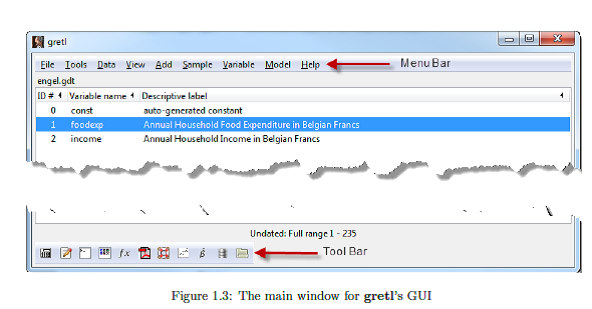 gretl
File Tools Data View Add Sample Variable Model Help Menu Bar
engel.gdt
ID # Variable name Descriptive label
0 const auto-generated constant
1 foodexp Annual Household Food Expenditure in Belgian Francs
2 income Annual Household Income in Belgian Francs
Undated: Full range 1 - 235
fx β̂ Tool Bar
Figure 1.3: The main window for gretl's GUI